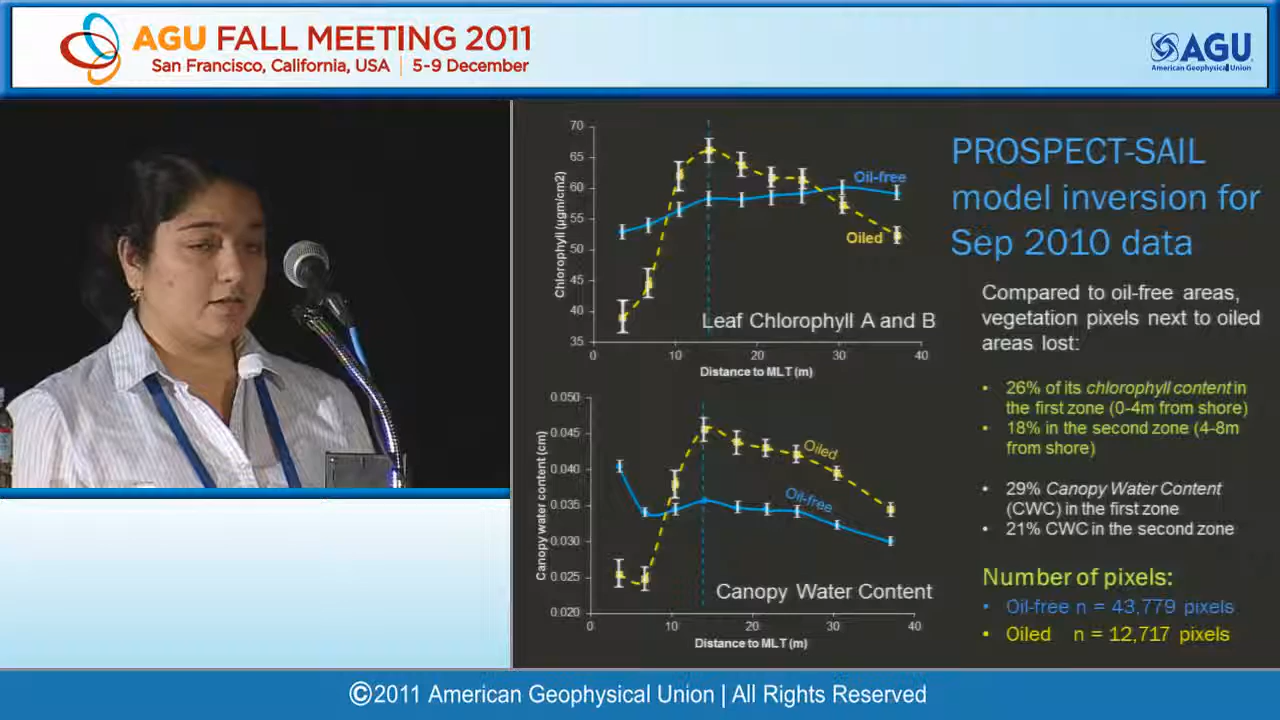 AGU FALL MEETING 2011
San Francisco, California, USA | 5-9 December
AGU
American Geophysical Union
70
65
60
55
50
45
40
35
0
10
20
30
40
Chlorophyll (µgm/cm2)
Oil-free
Oiled
Leaf Chlorophyll A and B
Distance to MLT (m)
0.050
0.045
0.040
0.035
0.030
0.025
0.020
0
10
20
30
40
Canopy water content (cm)
Oiled
Oil-free
Canopy Water Content
Distance to MLT (m)
PROSPECT-SAIL
model inversion for
Sep 2010 data
Compared to oil-free areas,
vegetation pixels next to oiled
areas lost:
• 26% of its chlorophyll content in
the first zone (0-4m from shore)
• 18% in the second zone (4-8m
from shore)
• 29% Canopy Water Content
(CWC) in the first zone
• 21% CWC in the second zone
Number of pixels:
• Oil-free n = 43,779 pixels
• Oiled n = 12,717 pixels
©2011 American Geophysical Union | All Rights Reserved